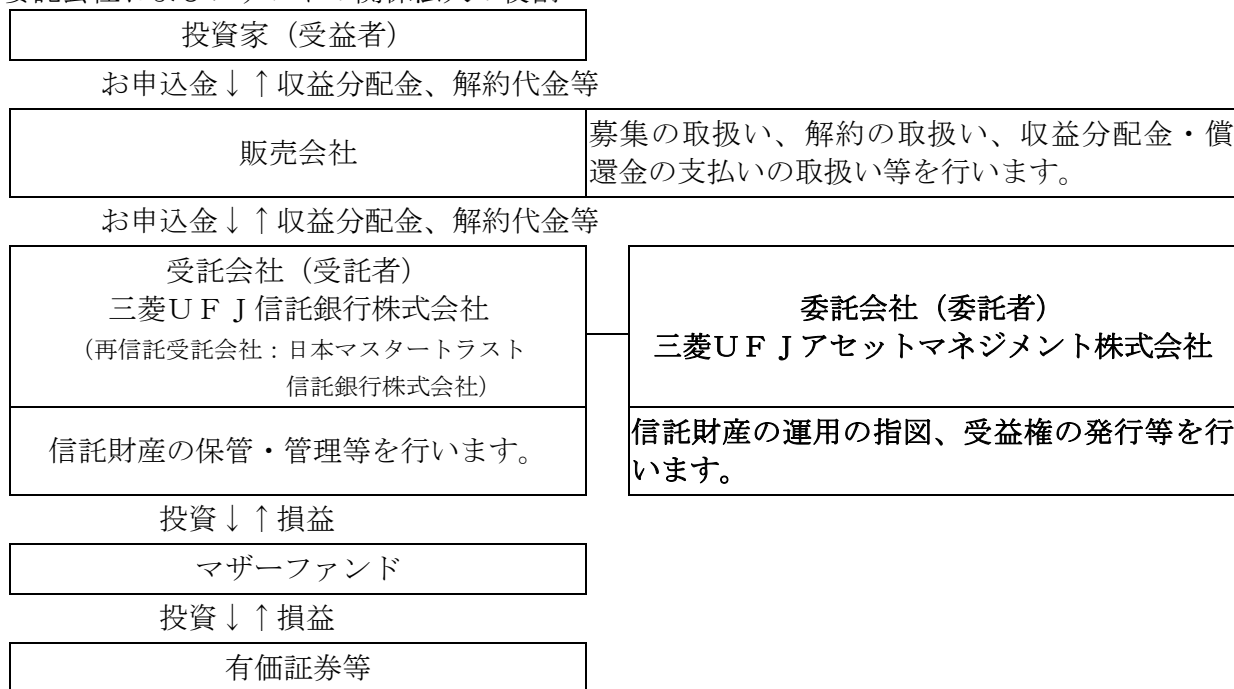 投資家（受益者）
お申込金↓↑収益分配金、解約代金等
販売会社
募集の取扱い、解約の取扱い、収益分配金・償
還金の支払いの取扱い等を行います。
お申込金↓↑収益分配金、解約代金等
受託会社（受託者）
三菱ＵＦＪ信託銀行株式会社
（再信託受託会社：日本マスタートラスト
信託銀行株式会社）
信託財産の保管・管理等を行います。
委託会社（委託者）
三菱ＵＦＪアセットマネジメント株式会社
信託財産の運用の指図、受益権の発行等を行
います。
投資↓↑損益
マザーファンド
投資↓↑損益
有価証券等